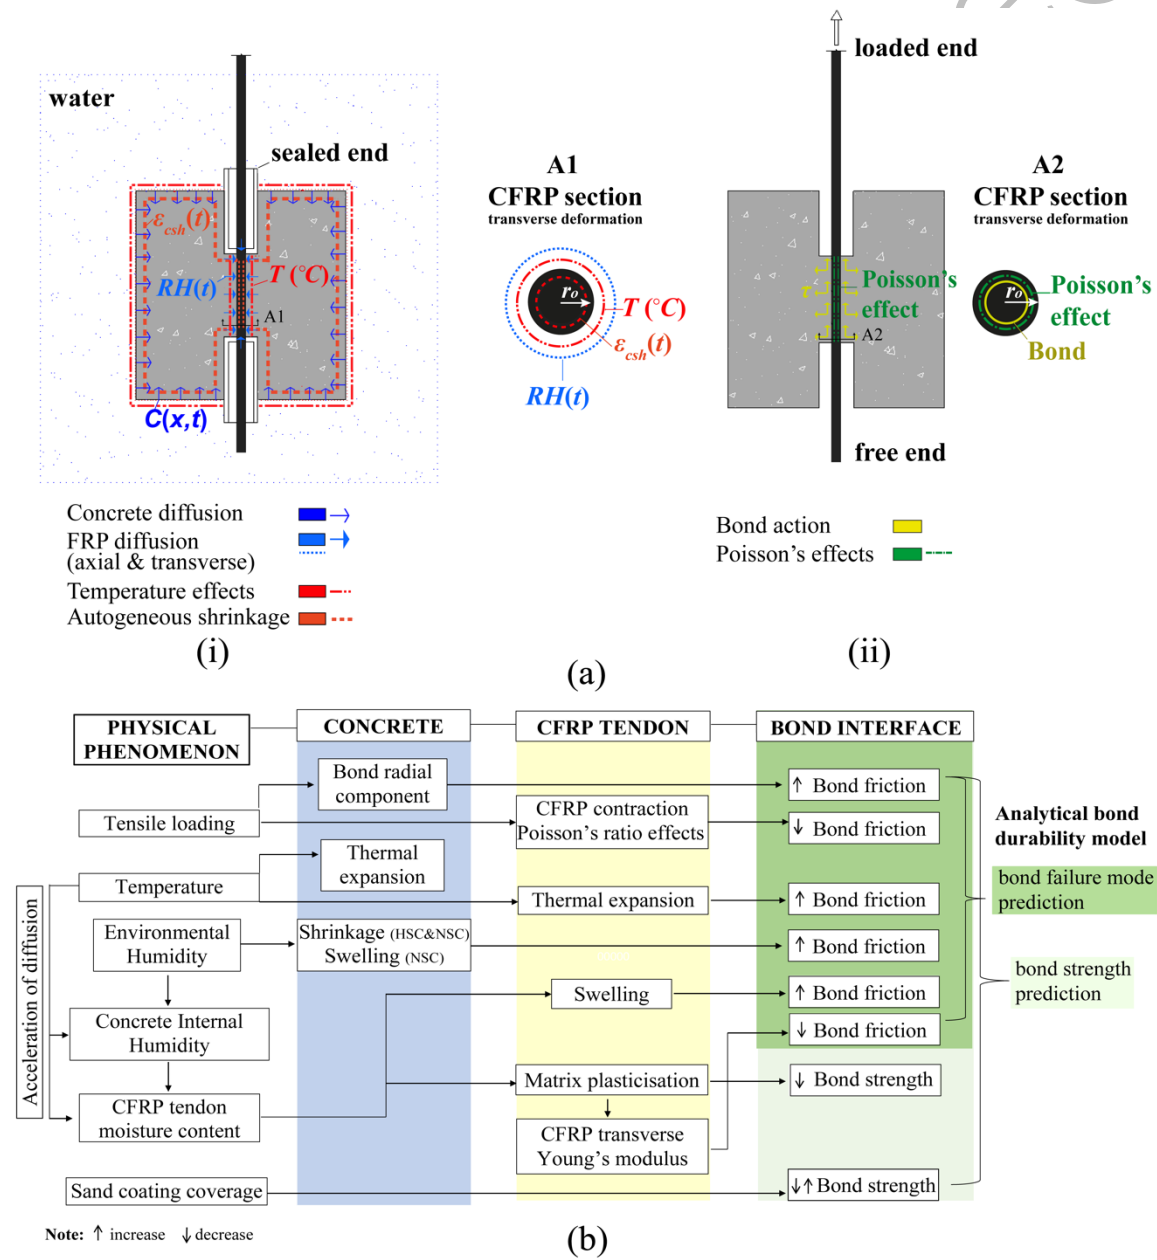 water
sealed end
εcsh(t)
RH(t)
T (°C)
A1
C(x,t)
A1
CFRP section
transverse deformation
ro
T (°C)
εcsh(t)
RH(t)
loaded end
τ
Poisson's
effect
A2
free end
A2
CFRP section
transverse deformation
ro
Poisson's
effect
Bond
Concrete diffusion
FRP diffusion
(axial & transverse)
Temperature effects
Autogeneous shrinkage
Bond action
Poisson's effects
(i)
(ii)
(a)
PHYSICAL
PHENOMENON
CONCRETE
CFRP TENDON
BOND INTERFACE
Bond radial
component
↑ Bond friction
Tensile loading
CFRP contraction
Poisson's ratio effects
↓ Bond friction
Thermal
expansion
Temperature
Thermal expansion
↑ Bond friction
Environmental
Humidity
Shrinkage (HSC&NSC)
Swelling (NSC)
↑ Bond friction
Swelling
↑ Bond friction
Concrete Internal
Humidity
↓ Bond friction
Matrix plasticisation
↓ Bond strength
CFRP tendon
moisture content
CFRP transverse
Young's modulus
Sand coating coverage
↓↑ Bond strength
Acceleration of diffusion
Analytical bond
durability model
bond failure mode
prediction
bond strength
prediction
Note: ↑ increase ↓ decrease
(b)